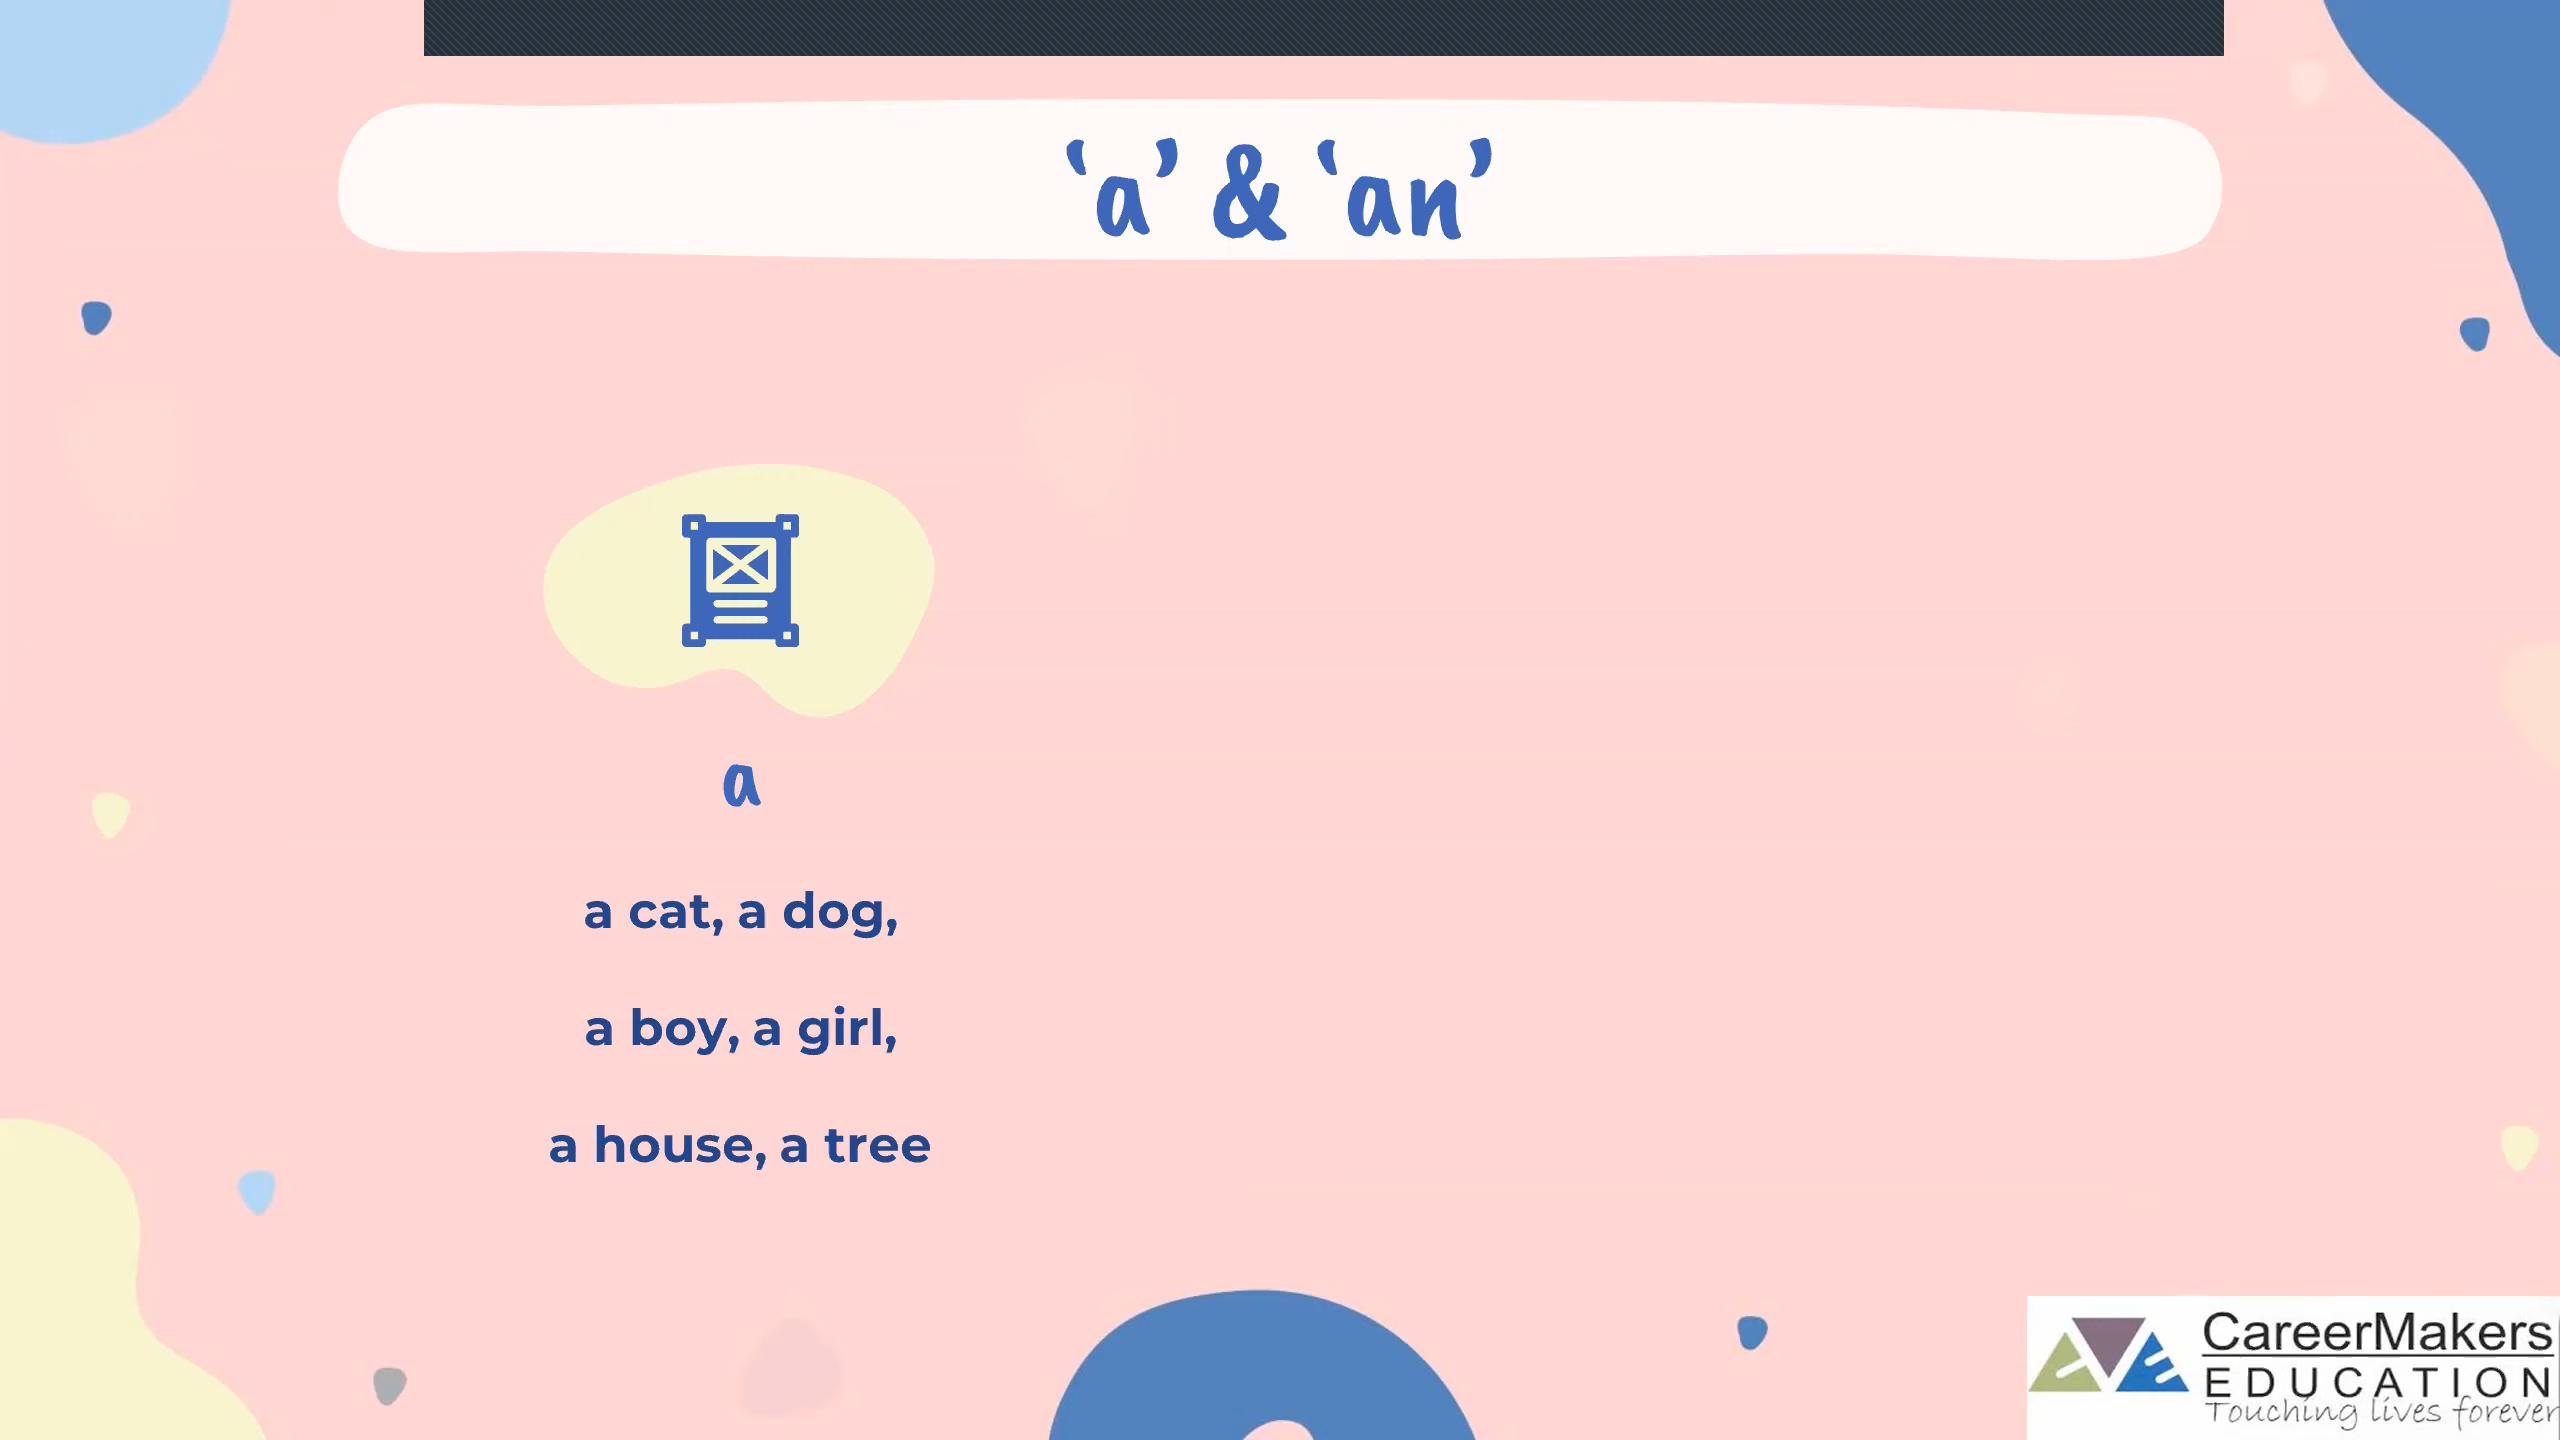 ‘a’ & ‘an’
a
a cat, a dog,
a boy, a girl,
a house, a tree
CareerMakers
EDUCATION
Touching lives forever